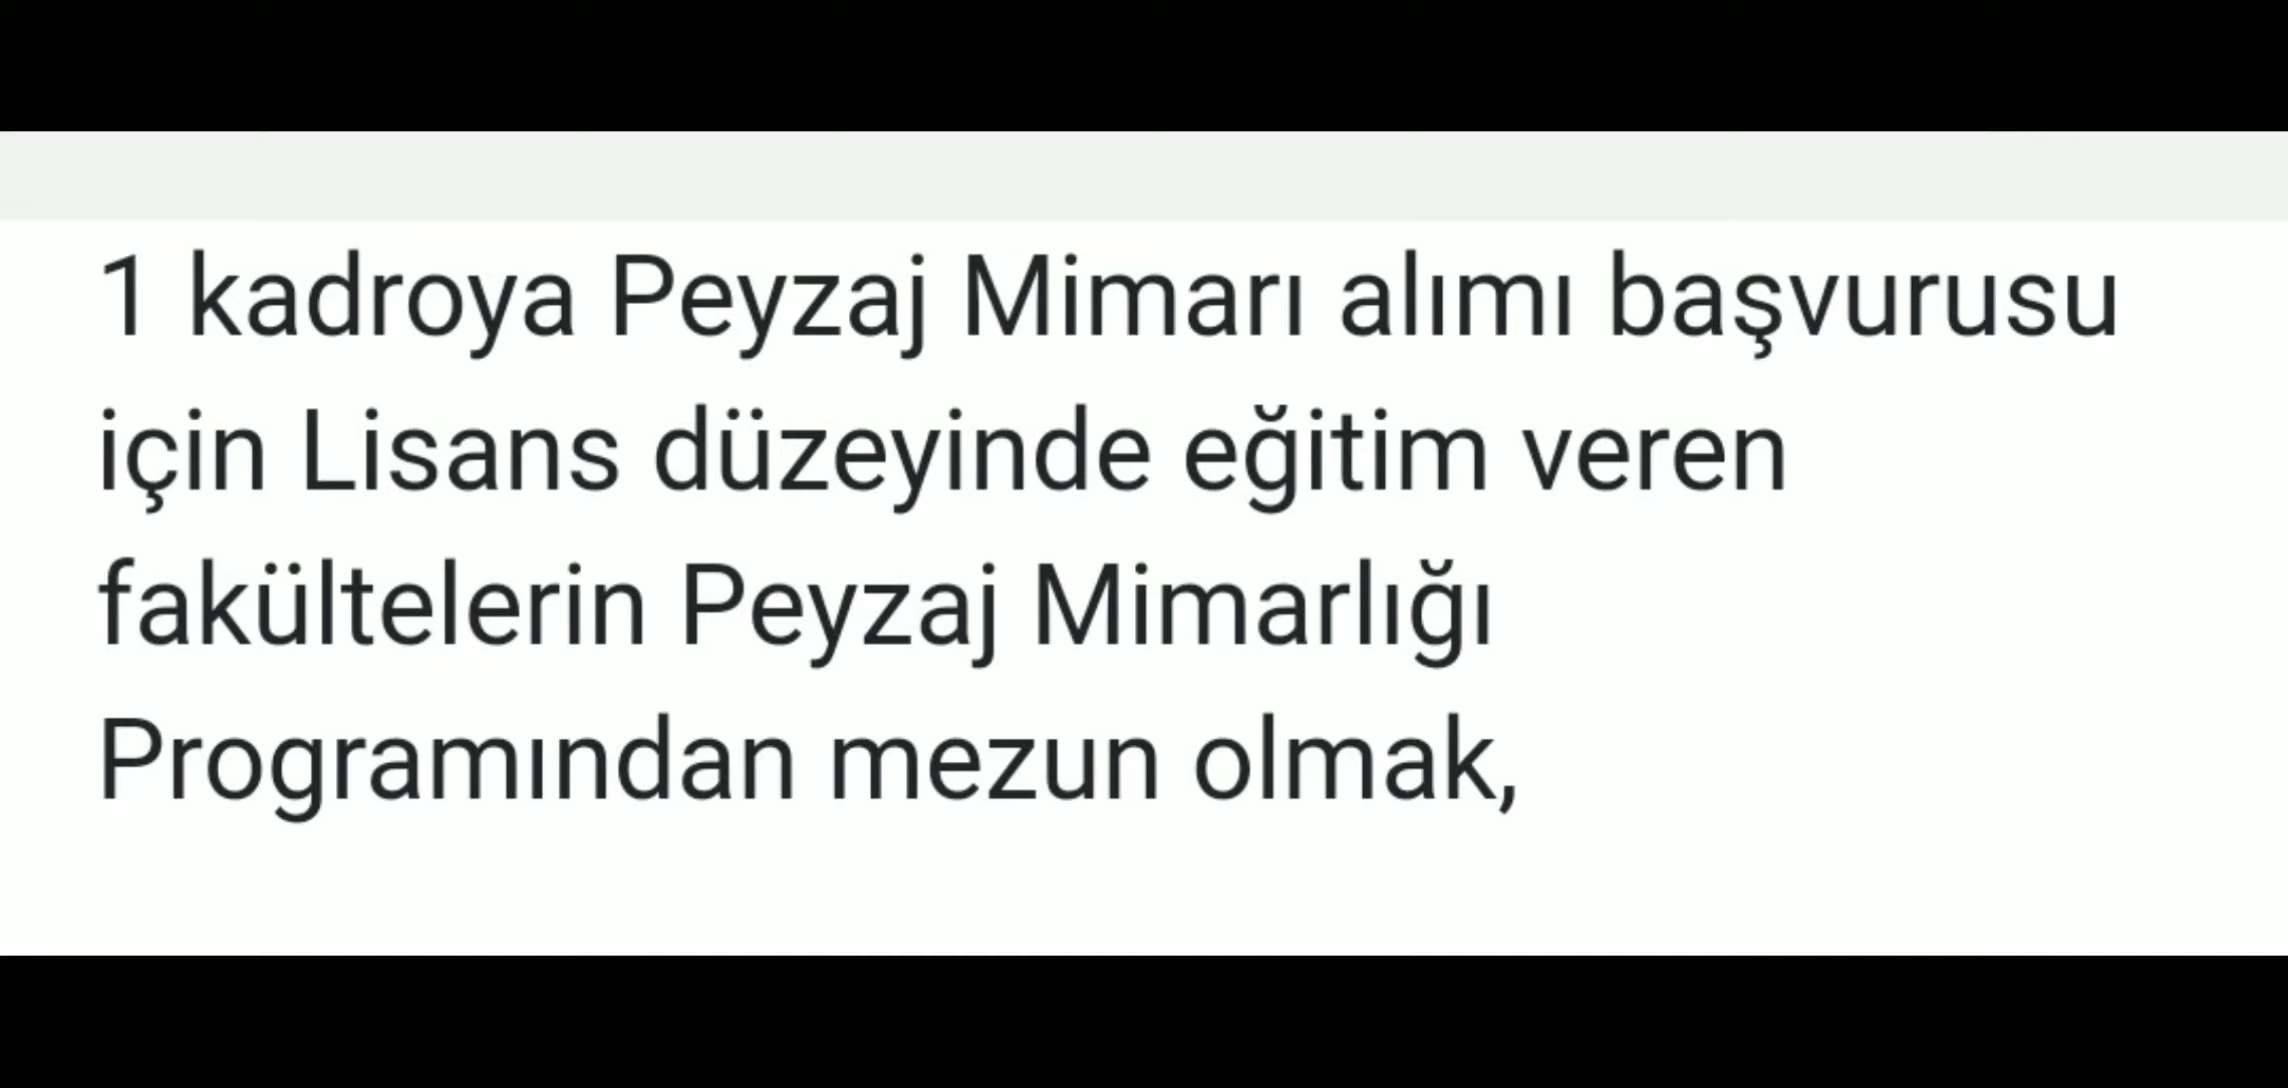 1 kadroya Peyzaj Mimarı alımı başvurusu
için Lisans düzeyinde eğitim veren
fakültelerin Peyzaj Mimarlığı
Programından mezun olmak,